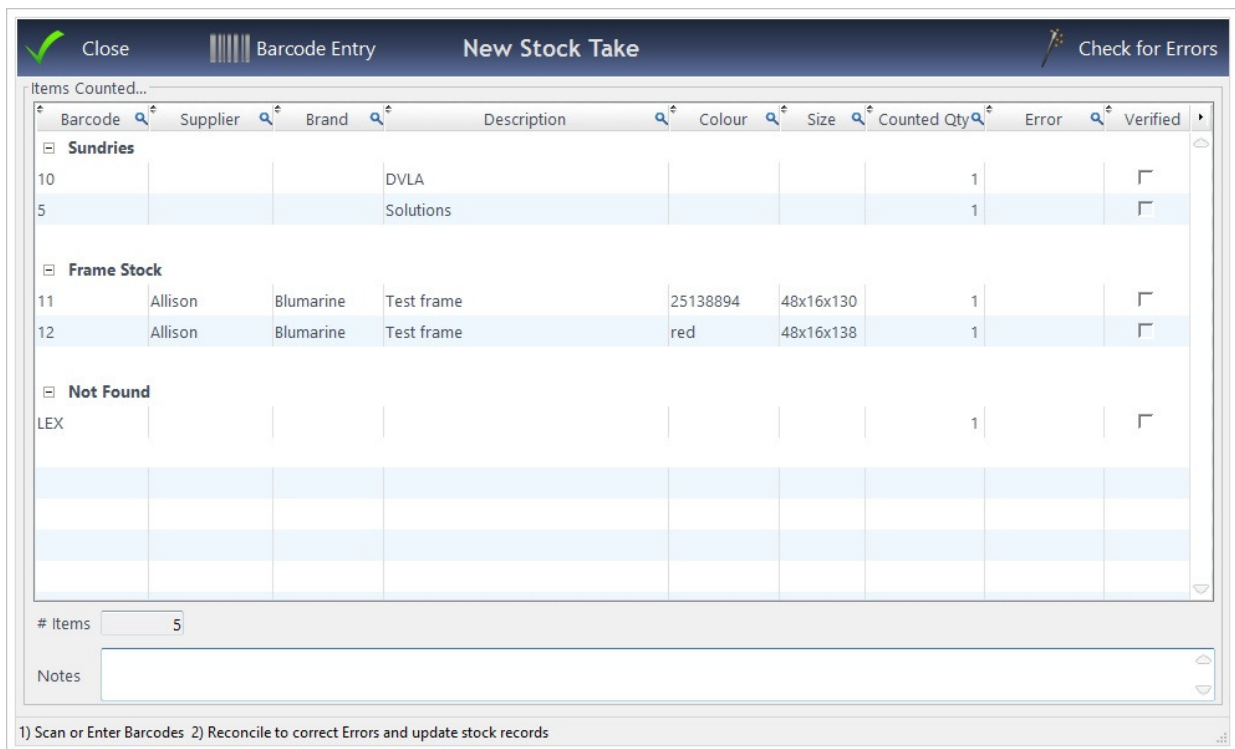 Close Barcode Entry New Stock Take Check for Errors
Items Counted...
Barcode Supplier Brand Description Colour Size Counted Qty Error Verified
Sundries
10 DVLA 1
5 Solutions 1
Frame Stock
11 Allison Blumarine Test frame 25138894 48x16x130 1
12 Allison Blumarine Test frame red 48x16x138 1
Not Found
LEX 1
# Items 5
Notes
1) Scan or Enter Barcodes 2) Reconcile to correct Errors and update stock records